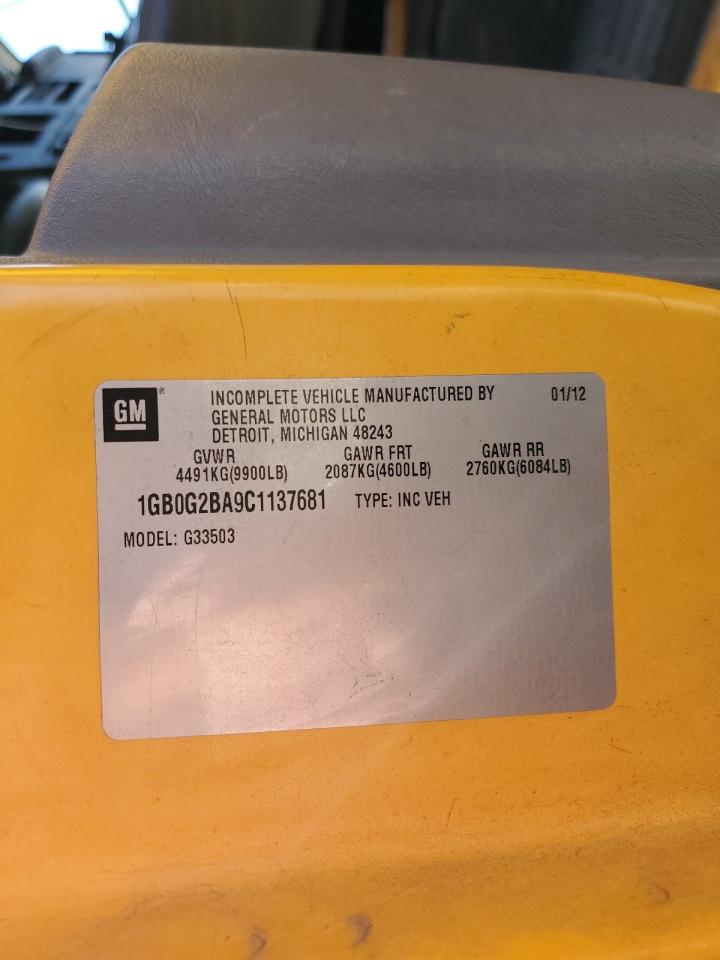 GM ® INCOMPLETE VEHICLE MANUFACTURED BY 01/12
GENERAL MOTORS LLC
DETROIT, MICHIGAN 48243
GVWR GAWR FRT GAWR RR
4491KG(9900LB) 2087KG(4600LB) 2760KG(6084LB)
1GB0G2BA9C1137681 TYPE: INC VEH
MODEL: G33503